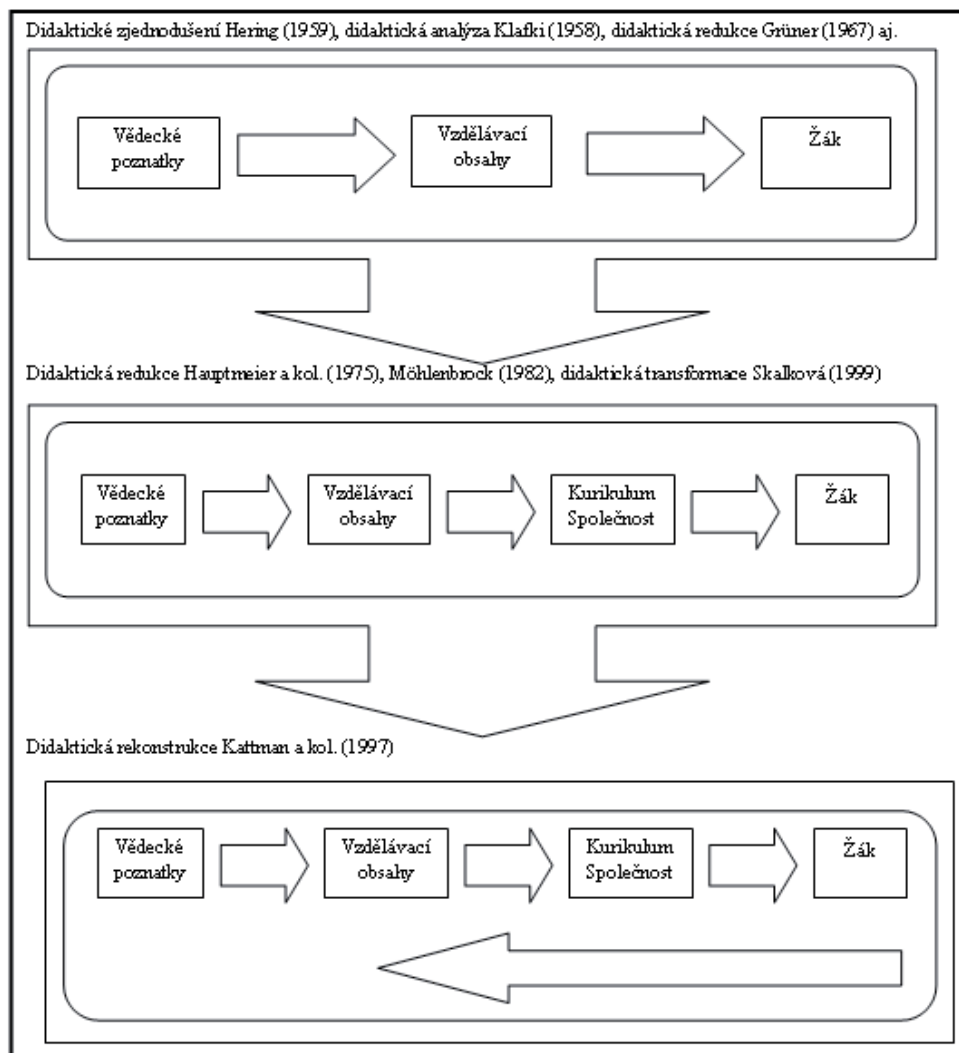 Didaktické zjednodušení Hering (1959), didaktická analýza Klafki (1958), didaktická redukce Grüner (1967) aj.
Vědecké
poznatky
Vzdělávací
obsahy
Žák
Didaktická redukce Hauptmeier a kol. (1975), Möhlenbrock (1982), didaktická transformace Skalková (1999)
Vědecké
poznatky
Vzdělávací
obsahy
Kurikulum
Společnost
Žák
Didaktická rekonstrukce Kattman a kol. (1997)
Vědecké
poznatky
Vzdělávací
obsahy
Kurikulum
Společnost
Žák